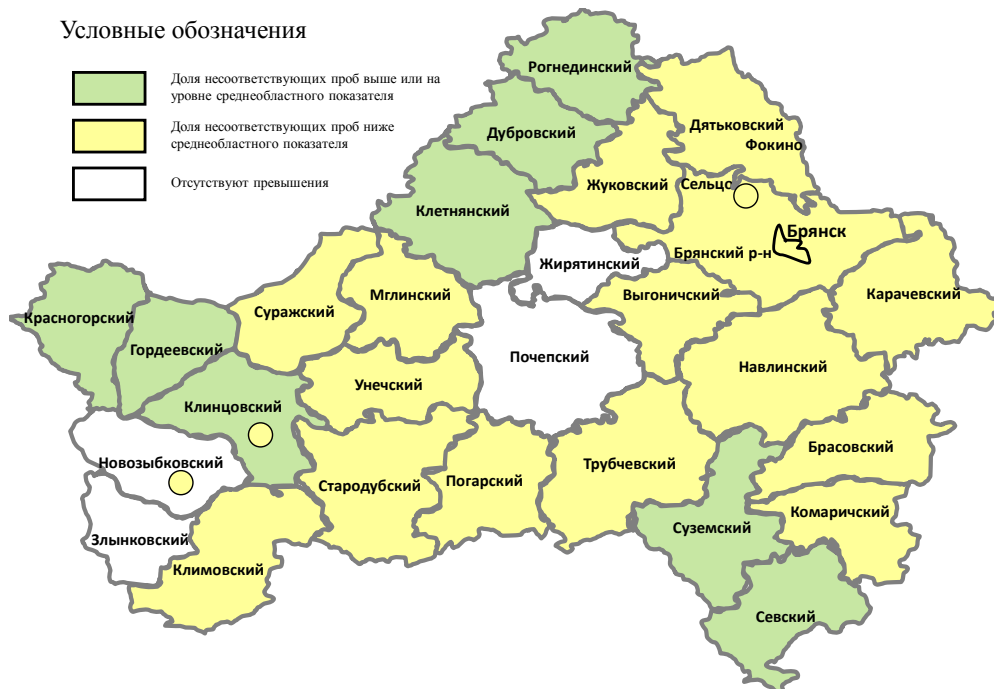 Условные обозначения
Доля несоответствующих проб выше или на
уровне среднеобластного показателя
Доля несоответствующих проб ниже
среднеобластного показателя
Отсутствуют превышения
Рогнединский
Дубровский
Дятьковский
Фокино
Жуковский
Сельцо
Клетнянский
Брянск
Брянский р-н
Жирятинский
Выгоничский
Карачевский
Мглинский
Суражский
Красногорский
Гордеевский
Почепский
Навлинский
Унечский
Клинцовский
Брасовский
Новозыбковский
Трубчевский
Стародубский
Погарский
Комаричский
Суземский
Злынковский
Климовский
Севский